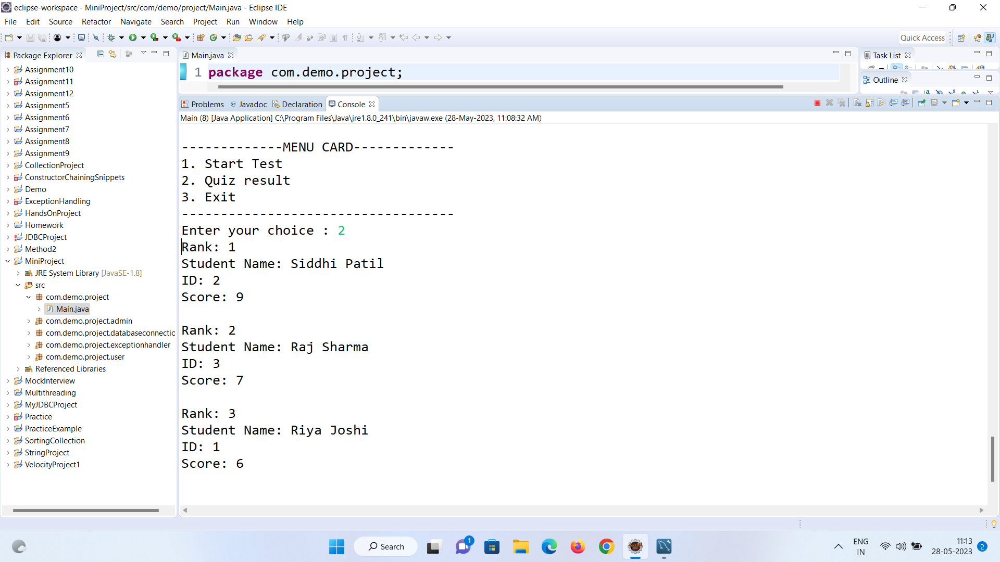 eclipse-workspace - MiniProject/src/com/demo/project/Main.java - Eclipse IDE
File Edit Source Refactor Navigate Search Project Run Window Help
Quick Access
Package Explorer
Assignment10
Assignment11
Assignment12
Assignment5
Assignment6
Assignment7
Assignment8
Assignment9
CollectionProject
ConstructorChainingSnippets
Demo
ExceptionHandling
HandsOnProject
Homework
JDBCProject
Method2
MiniProject
JRE System Library [JavaSE-1.8]
src
com.demo.project
Main.java
com.demo.project.admin
com.demo.project.databaseconnectic
com.demo.project.exceptionhandler
com.demo.project.user
Referenced Libraries
MockInterview
Multithreading
MyJDBCProject
Practice
PracticeExample
SortingCollection
StringProject
VelocityProject1
Main.java
1 package com.demo.project;
Task List
Outline
Problems Javadoc Declaration Console
Main (8) [Java Application] C:\Program Files\Java\jre1.8.0_241\bin\javaw.exe (28-May-2023, 11:08:32 AM)
-------------MENU CARD-------------
1. Start Test
2. Quiz result
3. Exit
-----------------------------------
Enter your choice : 2
Rank: 1
Student Name: Siddhi Patil
ID: 2
Score: 9
Rank: 2
Student Name: Raj Sharma
ID: 3
Score: 7
Rank: 3
Student Name: Riya Joshi
ID: 1
Score: 6
Search
1
ENG
IN
11:13
28-05-2023
2